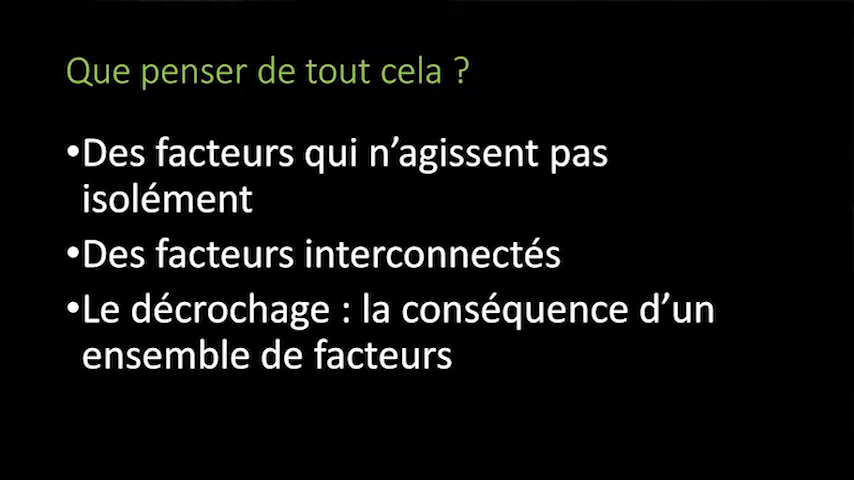 Que penser de tout cela ?
•Des facteurs qui n’agissent pas
isolément
•Des facteurs interconnectés
•Le décrochage : la conséquence d’un
ensemble de facteurs